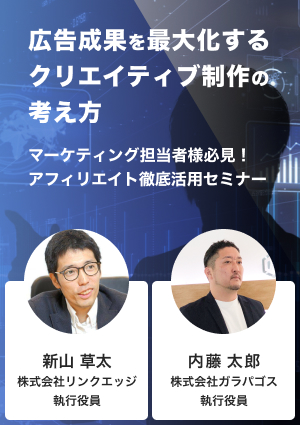 広告成果を最大化する
クリエイティブ制作の
考え方
マーケティング担当者様必見！
アフィリエイト徹底活用セミナー
新山 草太
株式会社リンクエッジ
執行役員
内藤 太郎
株式会社ガラパゴス
執行役員